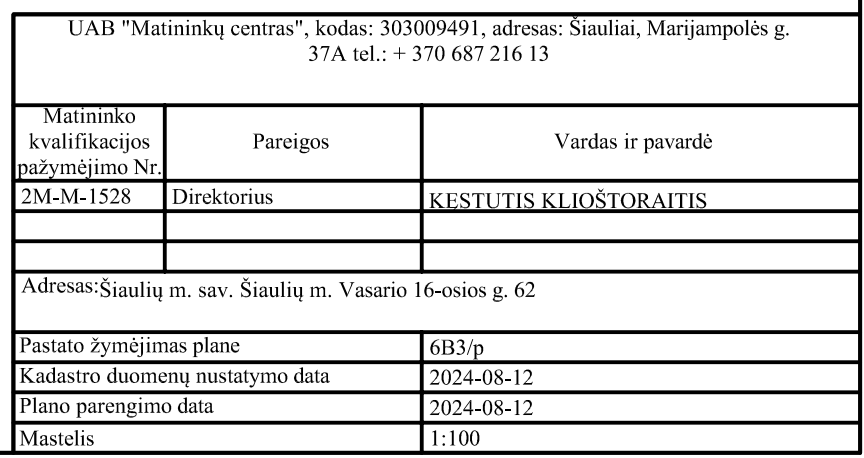 UAB "Matininkų centras", kodas: 303009491, adresas: Šiauliai, Marijampolės g.
37A tel.: + 370 687 216 13
Matininko
kvalifikacijos
pažymėjimo Nr.
Pareigos
Vardas ir pavardė
2M-M-1528
Direktorius
KĘSTUTIS KLIOŠTORAITIS
Adresas:Šiaulių m. sav. Šiaulių m. Vasario 16-osios g. 62
Pastato žymėjimas plane
6B3/p
Kadastro duomenų nustatymo data
2024-08-12
Plano parengimo data
2024-08-12
Mastelis
1:100